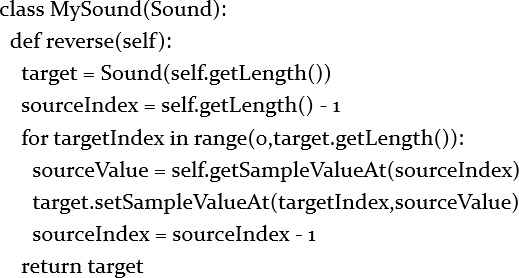 class MySound(Sound):
  def reverse(self):
    target = Sound(self.getLength())
    sourceIndex = self.getLength() - 1
    for targetIndex in range(0,target.getLength()):
      sourceValue = self.getSampleValueAt(sourceIndex)
      target.setSampleValueAt(targetIndex,sourceValue)
      sourceIndex = sourceIndex - 1
    return target